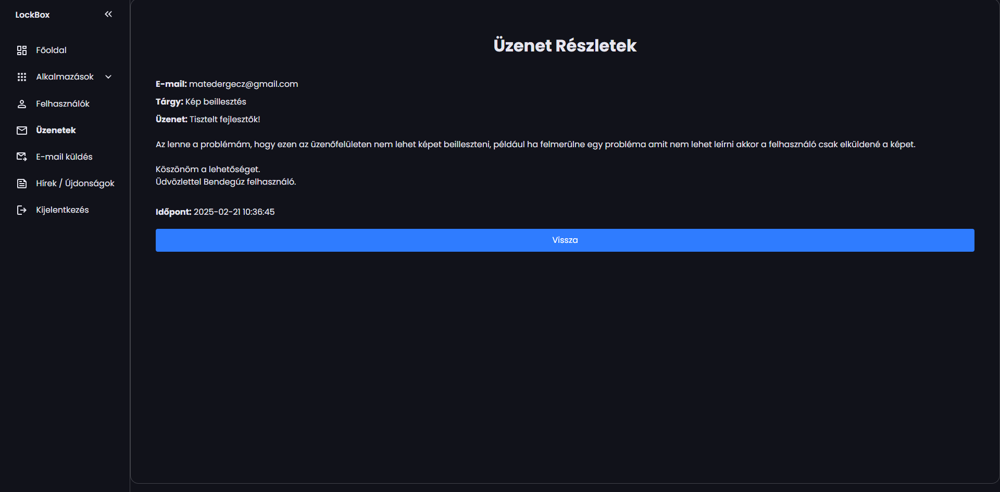 LockBox
Főoldal
Alkalmazások
Felhasználók
Üzenetek
E-mail küldés
Hírek / Újdonságok
Kijelentkezés
Üzenet Részletek
E-mail: matedergecz@gmail.com
Tárgy: Kép beillesztés
Üzenet: Tisztelt fejlesztők!
Az lenne a problémám, hogy ezen az üzenőfelületen nem lehet képet beilleszteni, például ha felmerülne egy probléma amit nem lehet leírni akkor a felhasználó csak elküldené a képet.
Köszönöm a lehetőséget.
Üdvözlettel Bendegúz felhasználó.
Időpont: 2025-02-21 10:36:45
Vissza